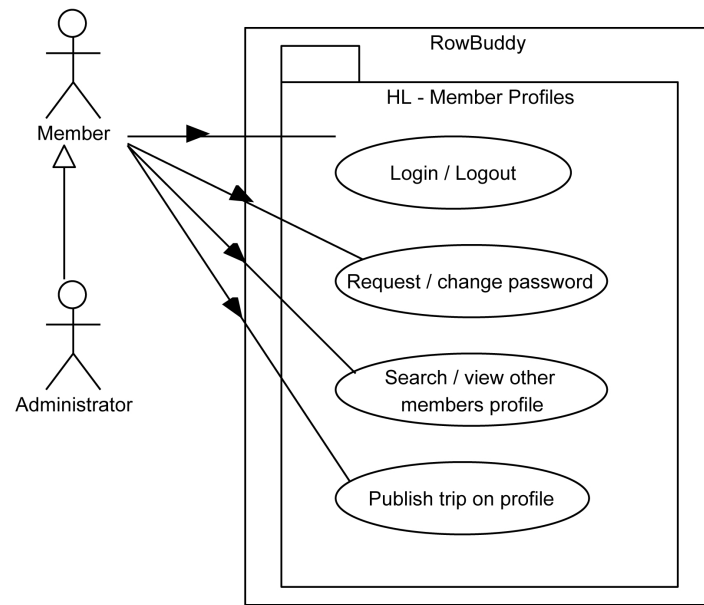 RowBuddy
HL - Member Profiles
Member
Login / Logout
Request / change password
Administrator
Search / view other
members profile
Publish trip on profile